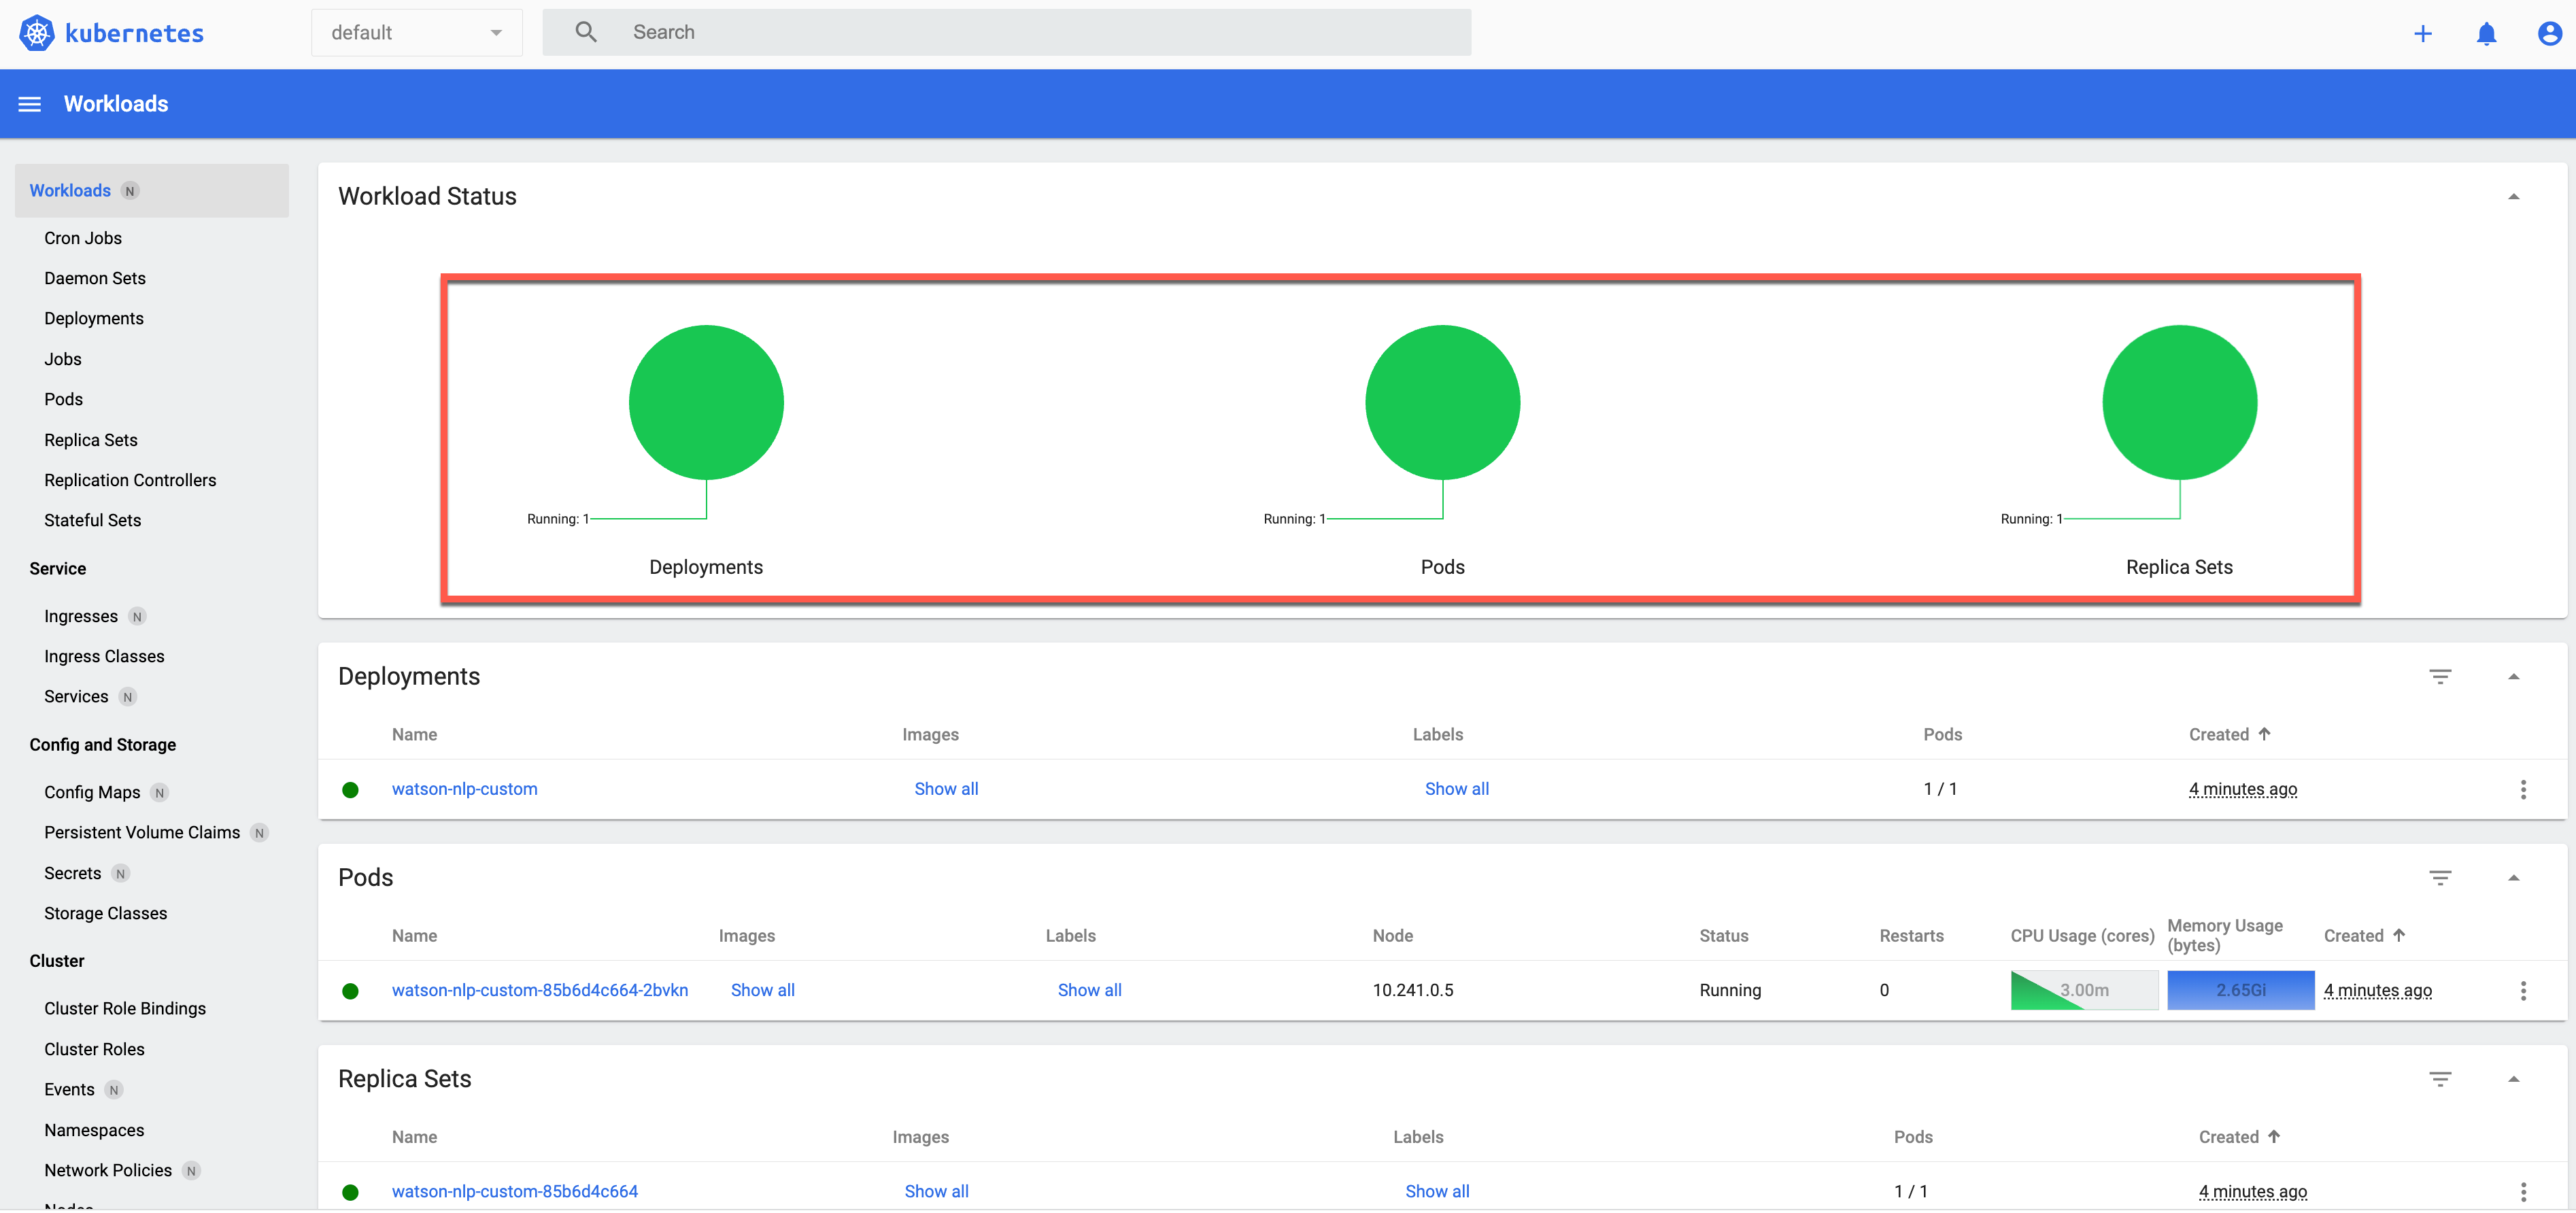 kubernetes
default
Search
Workloads
Workloads N
Cron Jobs
Daemon Sets
Deployments
Jobs
Pods
Replica Sets
Replication Controllers
Stateful Sets
Service
Ingresses N
Ingress Classes
Services N
Config and Storage
Config Maps N
Persistent Volume Claims N
Secrets N
Storage Classes
Cluster
Cluster Role Bindings
Cluster Roles
Events N
Namespaces
Network Policies N
Workload Status
Running: 1 Running: 1 Running: 1
Deployments Pods Replica Sets
Deployments
Name Images Labels Pods Created
watson-nlp-custom Show all Show all 1 / 1 4 minutes ago
Pods
Name Images Labels Node Status Restarts CPU Usage (cores) Memory Usage (bytes) Created
watson-nlp-custom-85b6d4c664-2bvkn Show all Show all 10.241.0.5 Running 0 3.00m 2.65Gi 4 minutes ago
Replica Sets
Name Images Labels Pods Created
watson-nlp-custom-85b6d4c664 Show all Show all 1 / 1 4 minutes ago